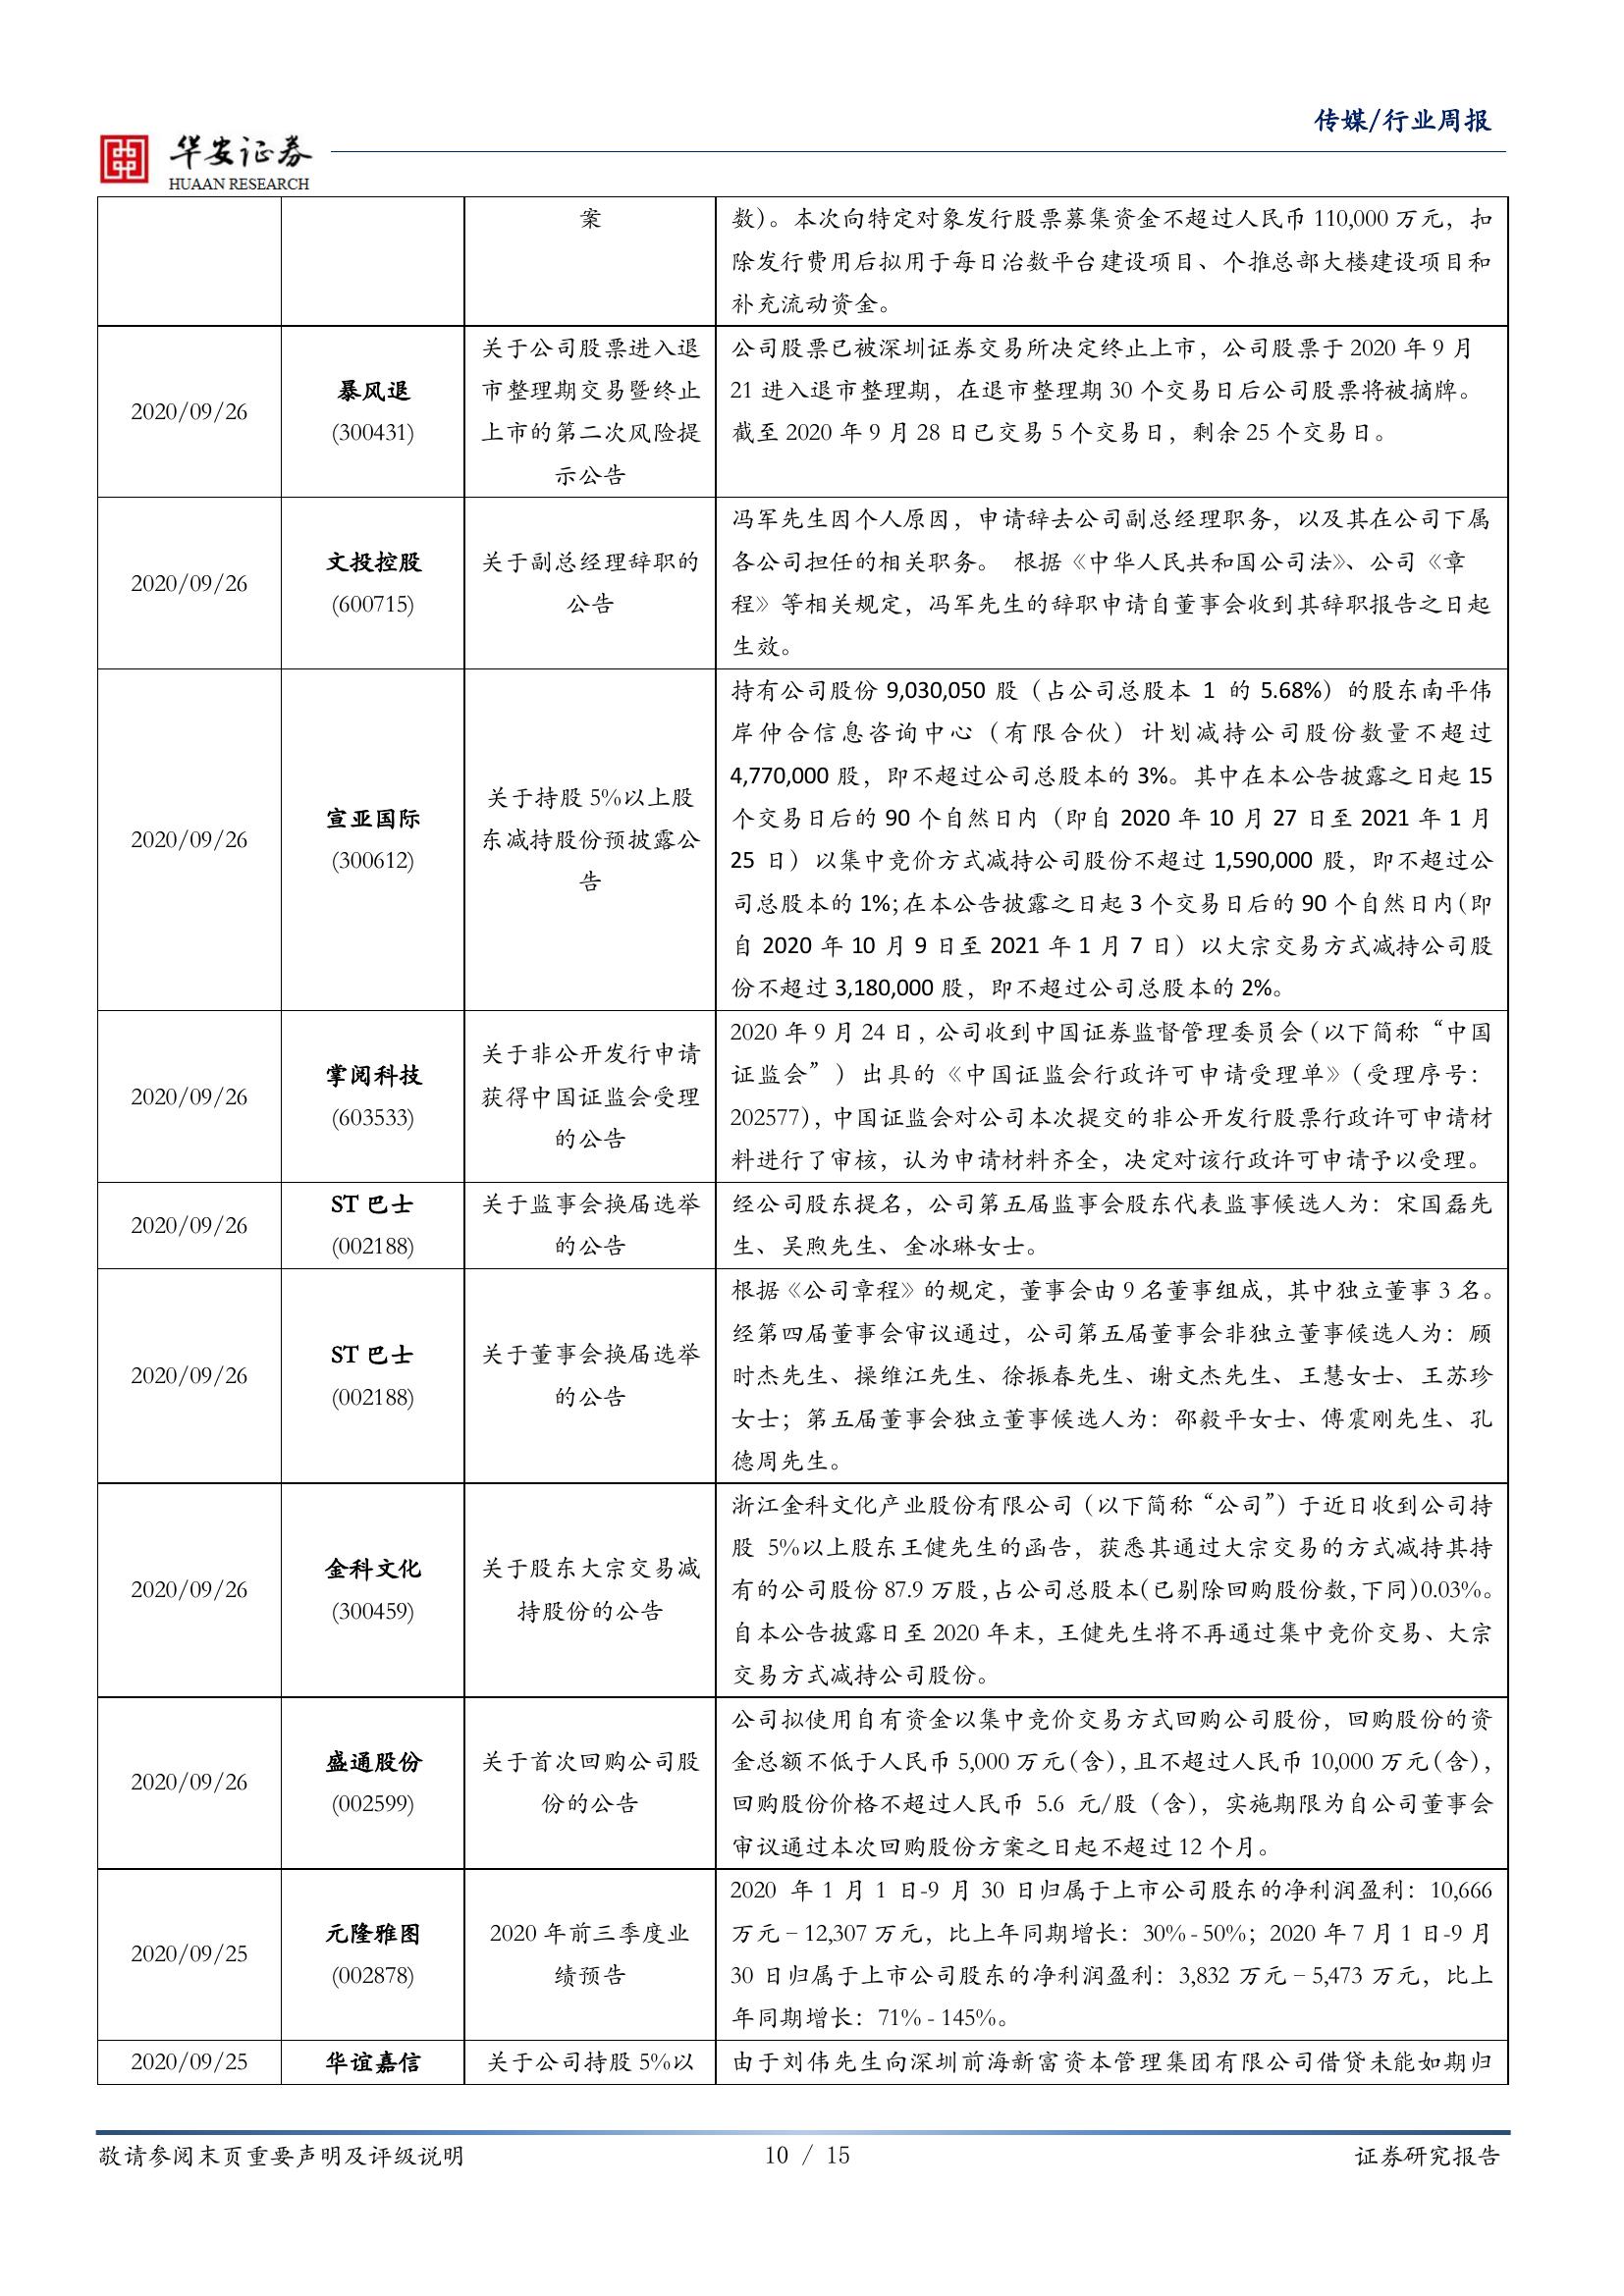 传媒/行业周报
华安证券
HUAAN RESEARCH
案
数)。本次向特定对象发行股票募集资金不超过人民币 110,000 万元，扣
除发行费用后拟用于每日治数平台建设项目、个推总部大楼建设项目和
补充流动资金。
2020/09/26
暴风退
(300431)
关于公司股票进入退
市整理期交易暨终止
上市的第二次风险提
示公告
公司股票已被深圳证券交易所决定终止上市，公司股票于 2020 年 9 月
21 进入退市整理期，在退市整理期 30 个交易日后公司股票将被摘牌。
截至 2020 年 9 月 28 日已交易 5 个交易日，剩余 25 个交易日。
2020/09/26
文投控股
(600715)
关于副总经理辞职的
公告
冯军先生因个人原因，申请辞去公司副总经理职务，以及其在公司下属
各公司担任的相关职务。 根据《中华人民共和国公司法》、公司《章
程》等相关规定，冯军先生的辞职申请自董事会收到其辞职报告之日起
生效。
2020/09/26
宣亚国际
(300612)
关于持股 5%以上股
东减持股份预披露公
告
持有公司股份 9,030,050 股（占公司总股本 1 的 5.68%）的股东南平伟
岸仲合信息咨询中心（有限合伙）计划减持公司股份数量不超过
4,770,000 股，即不超过公司总股本的 3%。其中在本公告披露之日起 15
个交易日后的 90 个自然日内（即自 2020 年 10 月 27 日至 2021 年 1 月
25 日）以集中竞价方式减持公司股份不超过 1,590,000 股，即不超过公
司总股本的 1%;在本公告披露之日起 3 个交易日后的 90 个自然日内(即
自 2020 年 10 月 9 日至 2021 年 1 月 7 日）以大宗交易方式减持公司股
份不超过 3,180,000 股，即不超过公司总股本的 2%。
2020/09/26
掌阅科技
(603533)
关于非公开发行申请
获得中国证监会受理
的公告
2020 年 9 月 24 日，公司收到中国证券监督管理委员会（以下简称“中国
证监会”）出具的《中国证监会行政许可申请受理单》（受理序号：
202577），中国证监会对公司本次提交的非公开发行股票行政许可申请材
料进行了审核，认为申请材料齐全，决定对该行政许可申请予以受理。
2020/09/26
ST 巴士
(002188)
关于监事会换届选举
的公告
经公司股东提名，公司第五届监事会股东代表监事候选人为：宋国磊先
生、吴煦先生、金冰琳女士。
2020/09/26
ST 巴士
(002188)
关于董事会换届选举
的公告
根据《公司章程》的规定，董事会由 9 名董事组成，其中独立董事 3 名。
经第四届董事会审议通过，公司第五届董事会非独立董事候选人为：顾
时杰先生、操维江先生、徐振春先生、谢文杰先生、王慧女士、王苏珍
女士；第五届董事会独立董事候选人为：邵毅平女士、傅震刚先生、孔
德周先生。
2020/09/26
金科文化
(300459)
关于股东大宗交易减
持股份的公告
浙江金科文化产业股份有限公司（以下简称“公司”）于近日收到公司持
股 5%以上股东王健先生的函告，获悉其通过大宗交易的方式减持其持
有的公司股份 87.9 万股，占公司总股本(已剔除回购股份数，下同)0.03%。
自本公告披露日至 2020 年末，王健先生将不再通过集中竞价交易、大宗
交易方式减持公司股份。
2020/09/26
盛通股份
(002599)
关于首次回购公司股
份的公告
公司拟使用自有资金以集中竞价交易方式回购公司股份，回购股份的资
金总额不低于人民币 5,000 万元（含），且不超过人民币 10,000 万元（含），
回购股份价格不超过人民币 5.6 元/股（含），实施期限为自公司董事会
审议通过本次回购股份方案之日起不超过 12 个月。
2020/09/25
元隆雅图
(002878)
2020 年前三季度业
绩预告
2020 年 1 月 1 日-9 月 30 日归属于上市公司股东的净利润盈利：10,666
万元 – 12,307 万元，比上年同期增长：30% - 50%；2020 年 7 月 1 日-9 月
30 日归属于上市公司股东的净利润盈利：3,832 万元 – 5,473 万元，比上
年同期增长：71% - 145%。
2020/09/25
华谊嘉信
关于公司持股 5%以
由于刘伟先生向深圳前海新富资本管理集团有限公司借贷未能如期归
敬请参阅末页重要声明及评级说明
10 / 15
证券研究报告